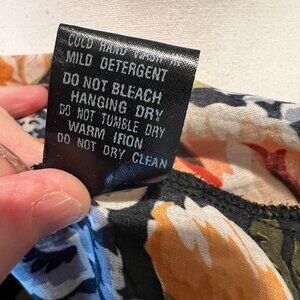 COLD HAND WASH IN
MILD DETERGENT
DO NOT BLEACH
HANGING DRY
DO NOT TUMBLE DRY
WARM IRON
DO NOT DRY CLEAN